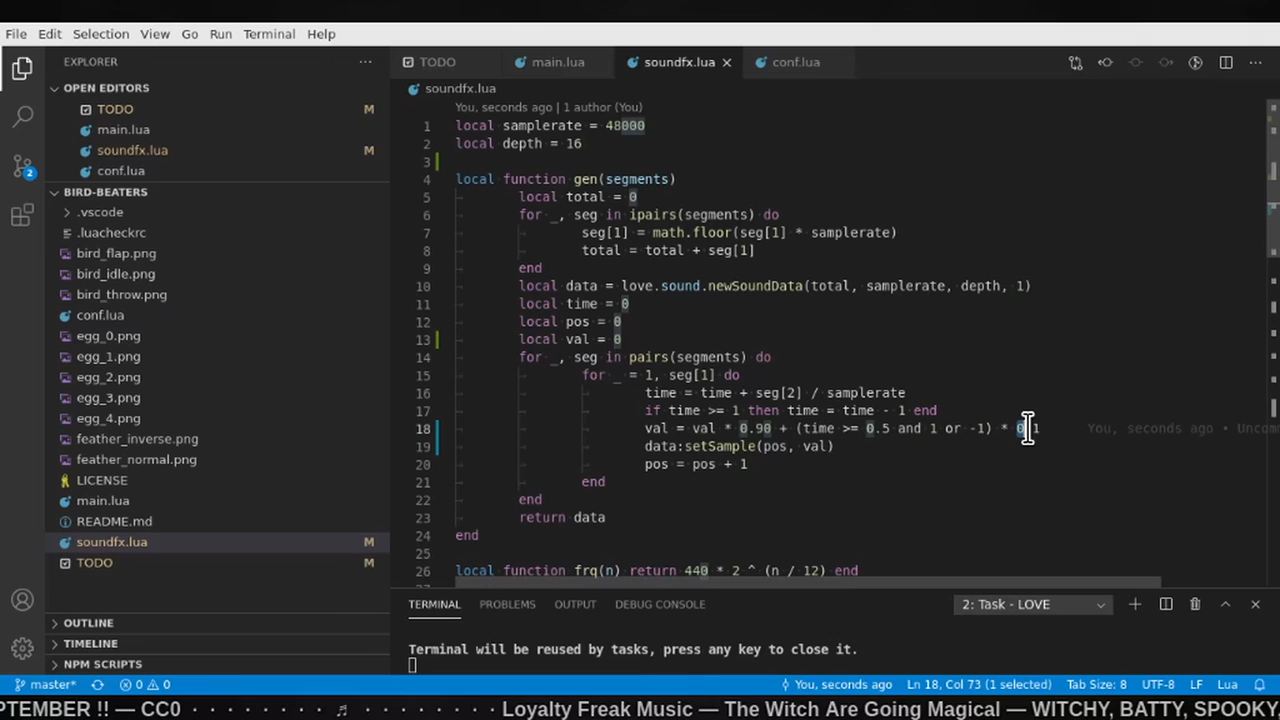 File Edit Selection View Go Run Terminal Help
EXPLORER
OPEN EDITORS
TODO M
main.lua
soundfx.lua M
conf.lua
BIRD-BEATERS
.vscode
.luacheckrc
bird_flap.png
bird_idle.png
bird_throw.png
conf.lua
egg_0.png
egg_1.png
egg_2.png
egg_3.png
egg_4.png
feather_inverse.png
feather_normal.png
LICENSE
main.lua
README.md
soundfx.lua M
TODO M
OUTLINE
TIMELINE
NPM SCRIPTS
2
TODO main.lua soundfx.lua conf.lua
soundfx.lua
You, seconds ago | 1 author (You)
1 local samplerate = 48000
2 local depth = 16
3
4 local function gen(segments)
5 local total = 0
6 for _, seg in ipairs(segments) do
7 seg[1] = math.floor(seg[1] * samplerate)
8 total = total + seg[1]
9 end
10 local data = love.sound.newSoundData(total, samplerate, depth, 1)
11 local time = 0
12 local pos = 0
13 local val = 0
14 for _, seg in pairs(segments) do
15 for _ = 1, seg[1] do
16 time = time + seg[2] / samplerate
17 if time >= 1 then time = time - 1 end
18 val = val * 0.90 + (time >= 0.5 and 1 or -1) * 0.1 You, seconds ago • Uncom
19 data:setSample(pos, val)
20 pos = pos + 1
21 end
22 end
23 return data
24 end
25
26 local function frq(n) return 440 * 2 ^ (n / 12) end
TERMINAL PROBLEMS OUTPUT DEBUG CONSOLE 2: Task - LOVE
Terminal will be reused by tasks, press any key to close it.
master* 0 0 You, seconds ago Ln 18, Col 73 (1 selected) Tab Size: 8 UTF-8 LF Lua
PTEMBER !! — CC0 · · · · · · · · ♬ · · · · · · · · Loyalty Freak Music — The Witch Are Going Magical — WITCHY, BATTY, SPOOKY